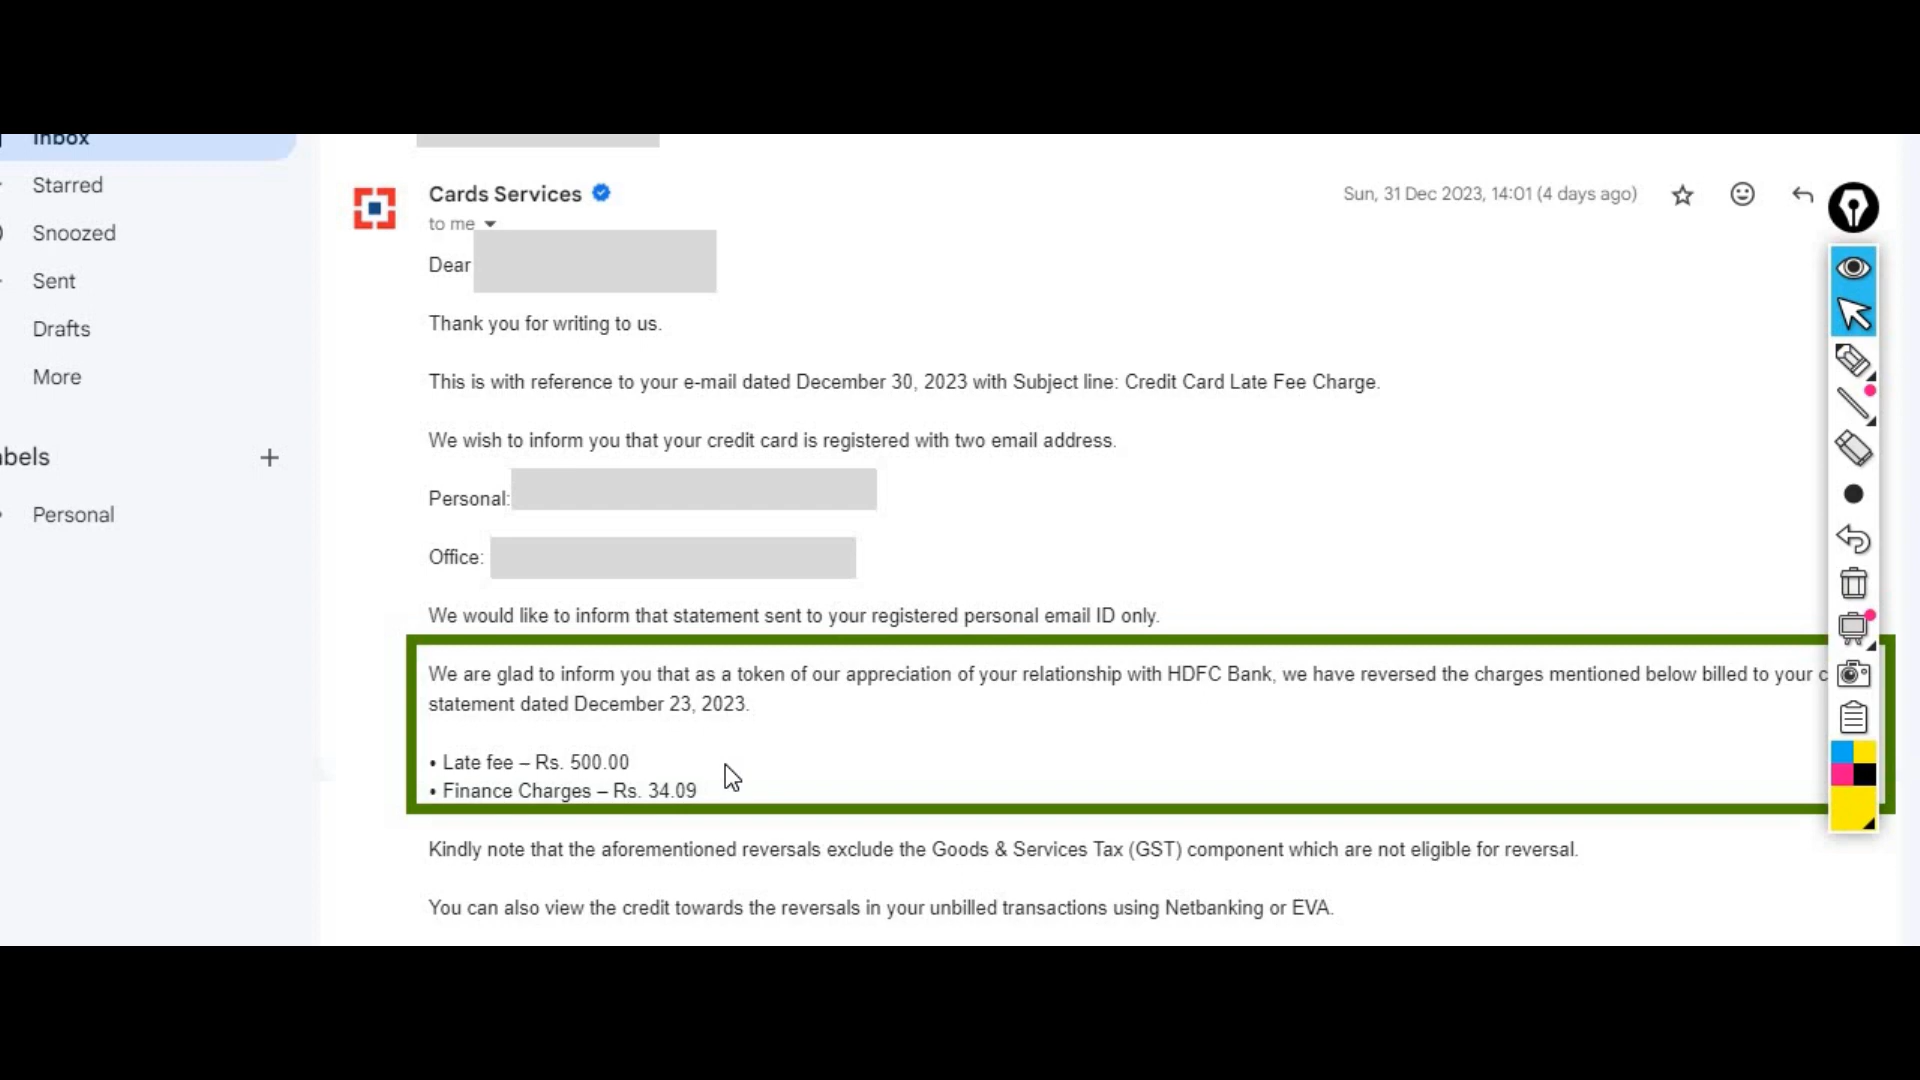 Inbox
Starred
Snoozed
Sent
Drafts
More
abels
Personal
Cards Services
Sun, 31 Dec 2023, 14:01 (4 days ago)
to me
Dear
Thank you for writing to us.
This is with reference to your e-mail dated December 30, 2023 with Subject line: Credit Card Late Fee Charge.
We wish to inform you that your credit card is registered with two email address.
Personal:
Office:
We would like to inform that statement sent to your registered personal email ID only.
We are glad to inform you that as a token of our appreciation of your relationship with HDFC Bank, we have reversed the charges mentioned below billed to your c
statement dated December 23, 2023.
• Late fee – Rs. 500.00
• Finance Charges – Rs. 34.09
Kindly note that the aforementioned reversals exclude the Goods & Services Tax (GST) component which are not eligible for reversal.
You can also view the credit towards the reversals in your unbilled transactions using Netbanking or EVA.